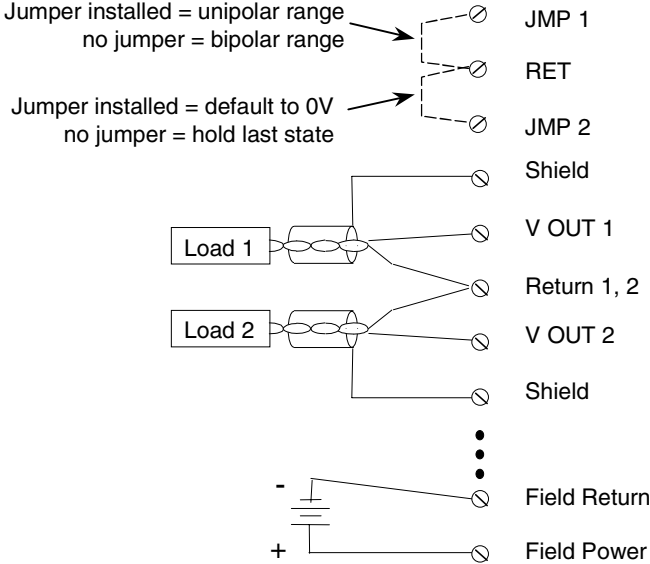 Jumper installed = unipolar range
no jumper = bipolar range
JMP 1
RET
Jumper installed = default to 0V
no jumper = hold last state
JMP 2
Shield
V OUT 1
Load 1
Return 1, 2
Load 2
V OUT 2
Shield
-
Field Return
+
Field Power